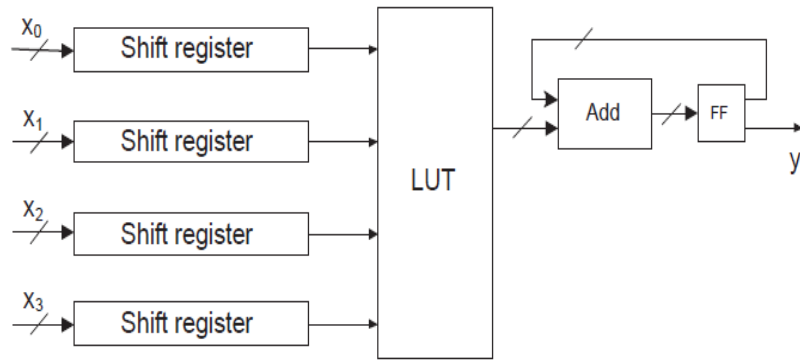 x0
Shift register
x1
Shift register
x2
Shift register
x3
Shift register
LUT
Add
FF
y